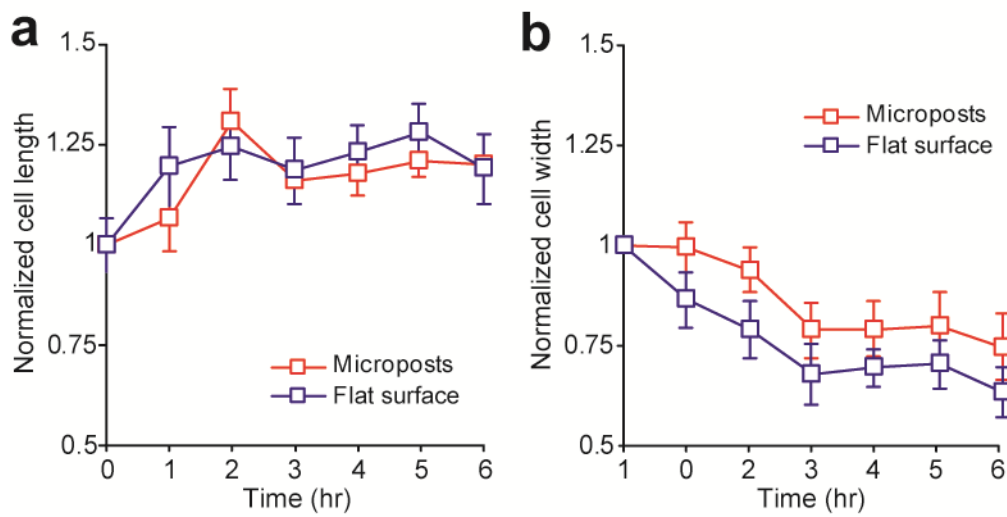 a
1.5
1.25
1
0.75
0.5
Normalized cell length
Microposts
Flat surface
0 1 2 3 4 5 6
Time (hr)
b
1.5
1.25
1
0.75
0.5
Normalized cell width
Microposts
Flat surface
1 0 2 3 4 5 6
Time (hr)